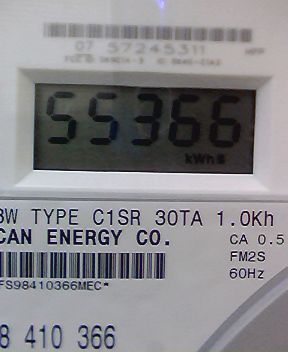 07 57245311
55366
kWh
3W TYPE C1SR 30TA 1.0Kh
CAN ENERGY CO.
CA 0.5
FM2S
60Hz
FS98410366MEC*
8 410 366